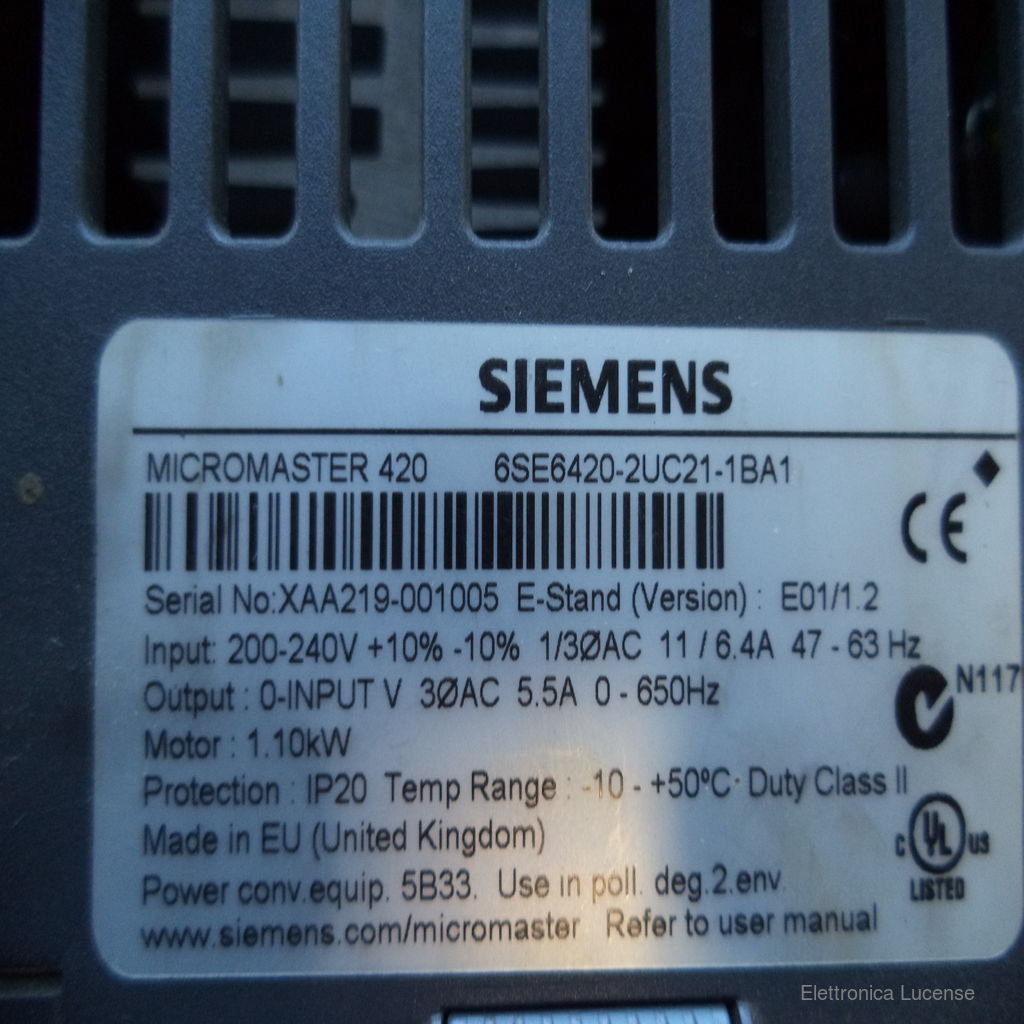 SIEMENS
MICROMASTER 420 6SE6420-2UC21-1BA1
CE
Serial No:XAA219-001005 E-Stand (Version) : E01/1.2
Input: 200-240V +10% -10% 1/3ØAC 11 / 6.4A 47 - 63 Hz
N117
Output : 0-INPUT V 3ØAC 5.5A 0 - 650Hz
Motor : 1.10kW
Protection : IP20 Temp Range : -10 - +50ºC· Duty Class II
Made in EU (United Kingdom)
C UL US
LISTED
Power conv.equip. 5B33. Use in poll. deg.2.env.
www.siemens.com/micromaster Refer to user manual
Elettronica Lucense